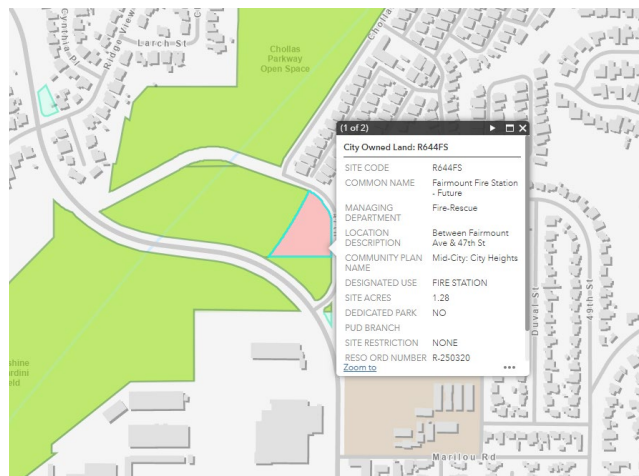 Cynthia Pl
Ridge View
Larch St
Chollas
Parkway
Open Space
Cholla
(1 of 2)
City Owned Land: R644FS
SITE CODE R644FS
COMMON NAME Fairmount Fire Station
- Future
MANAGING Fire-Rescue
DEPARTMENT
LOCATION Between Fairmount
DESCRIPTION Ave & 47th St
COMMUNITY PLAN Mid-City: City Heights
NAME
DESIGNATED USE FIRE STATION
SITE ACRES 1.28
DEDICATED PARK NO
PUD BRANCH
SITE RESTRICTION NONE
RESO ORD NUMBER R-250320
Zoom to
Duval St
49th St
shine
ardini
eld
Marilou Rd